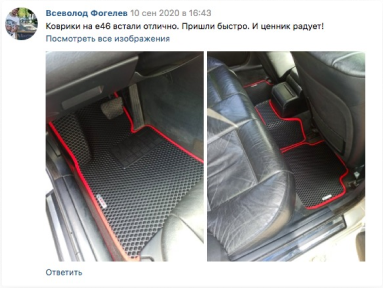 Всеволод Фогелев 10 сен 2020 в 16:43
Коврики на е46 встали отлично. Пришли быстро. И ценник радует!
Посмотреть все изображения
Ответить